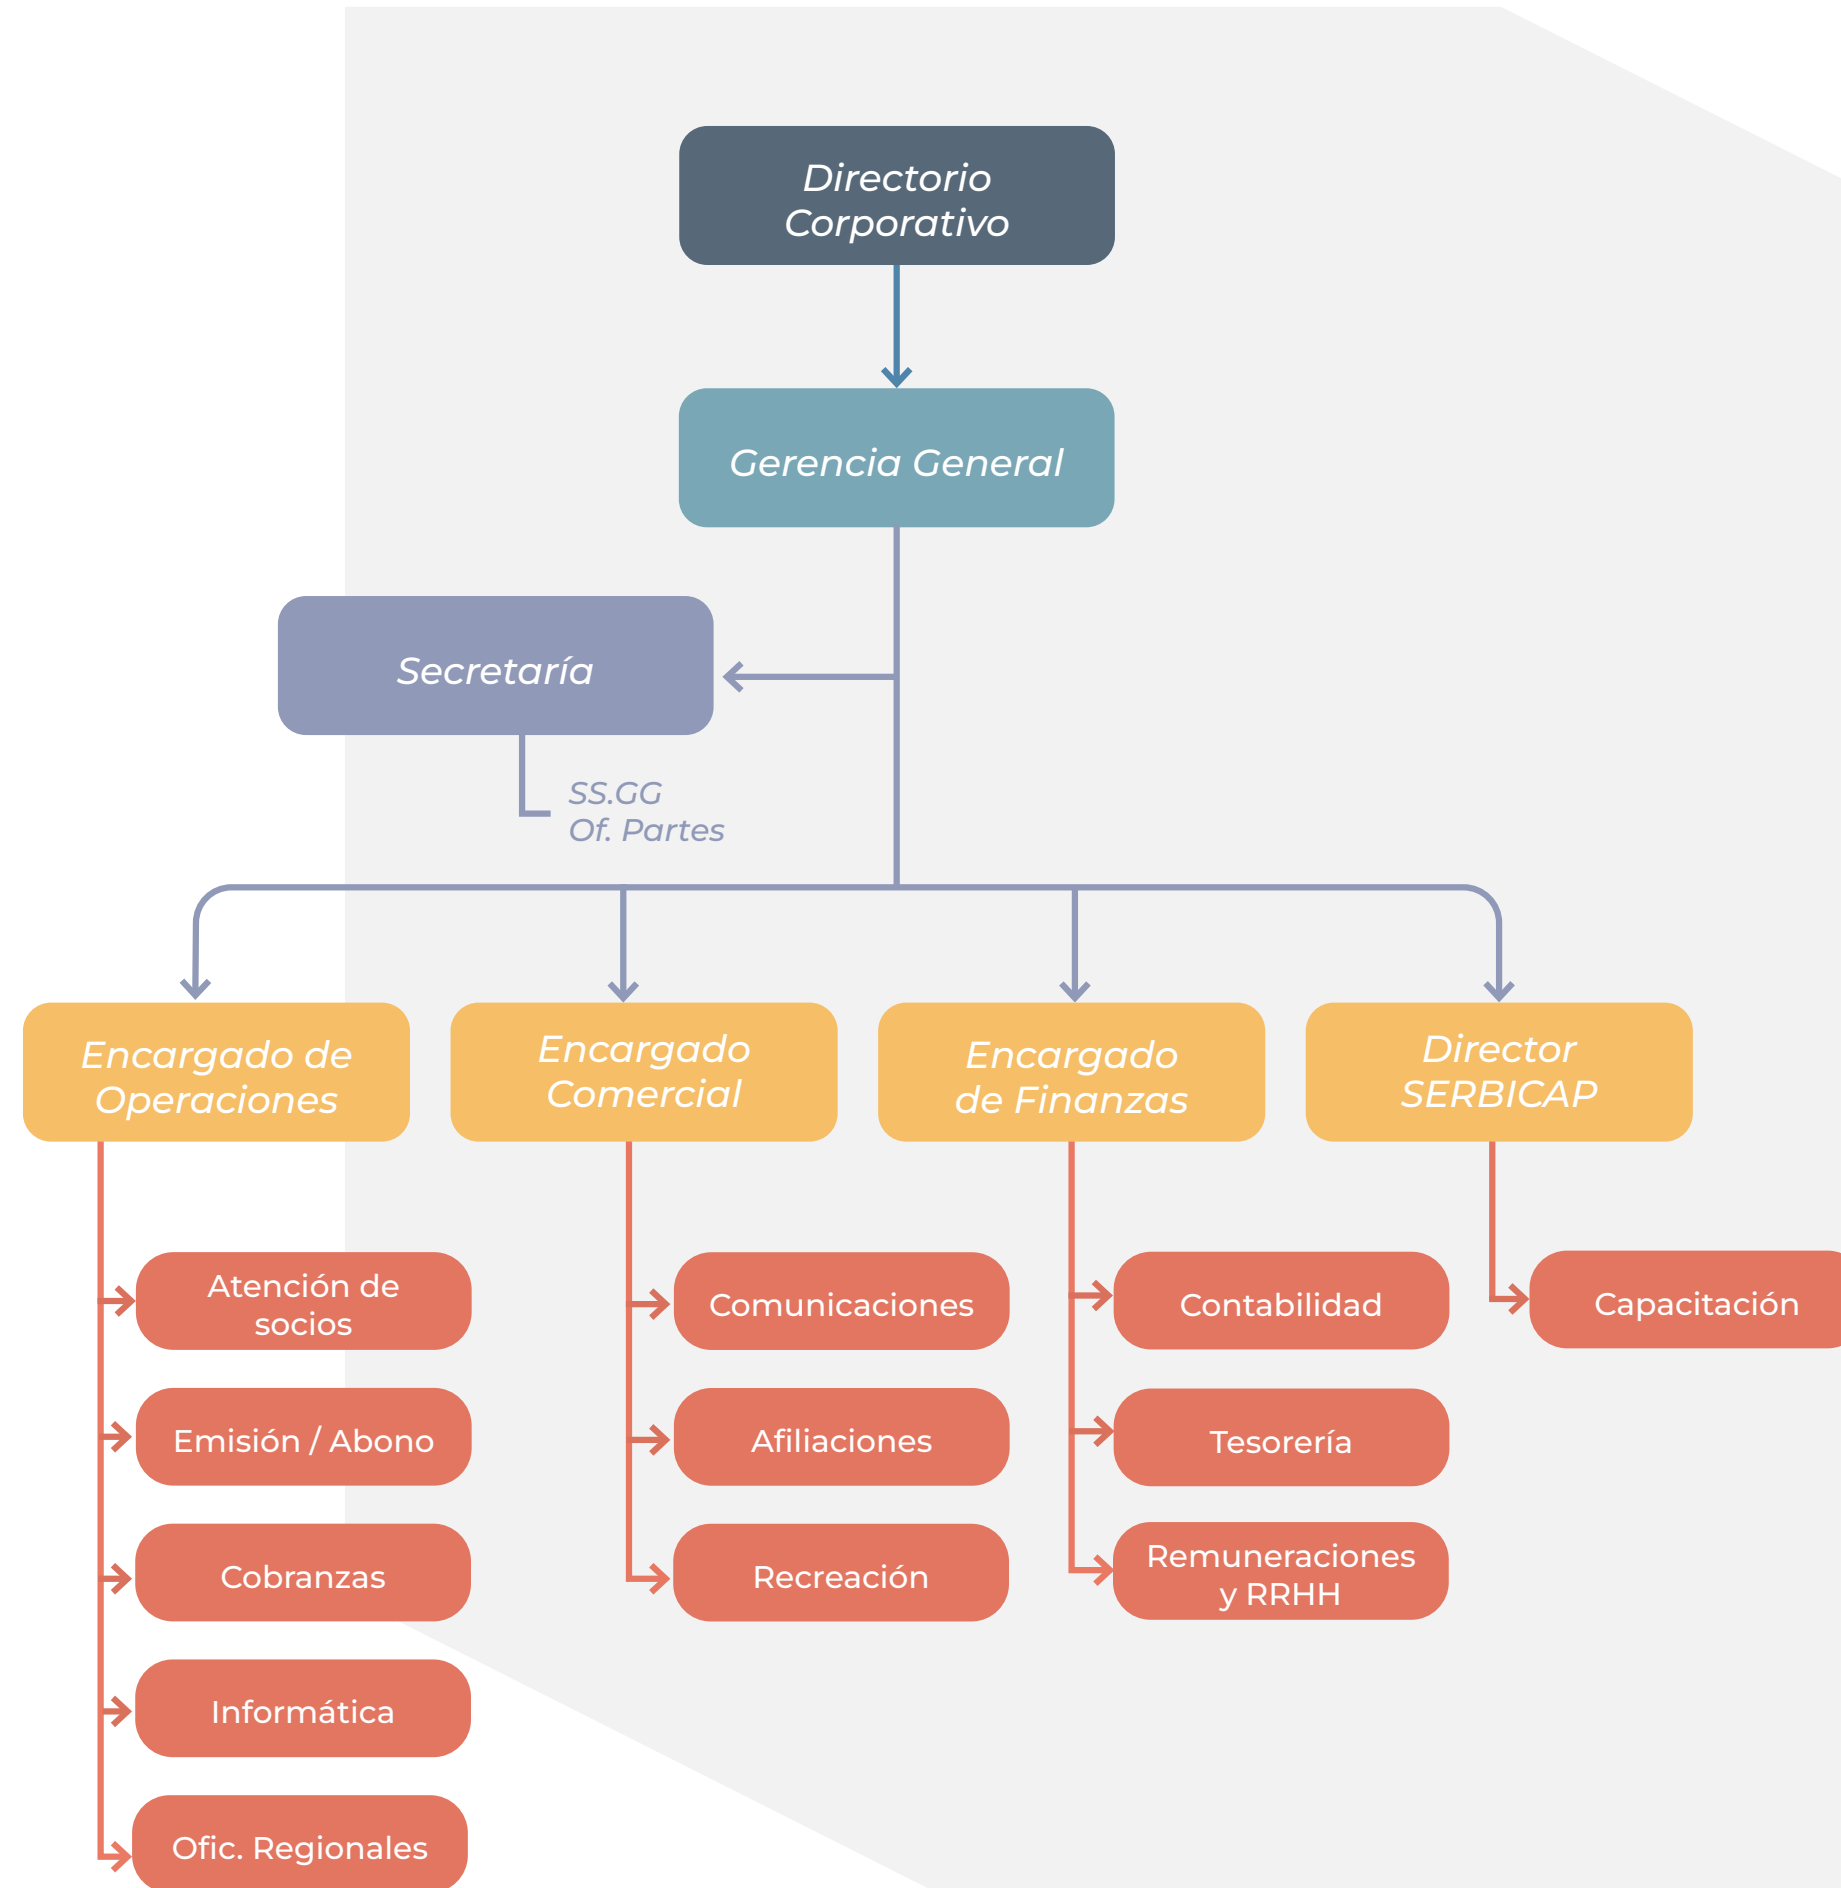 Directorio
Corporativo
Gerencia General
Secretaría
SS.GG
Of. Partes
Encargado de
Operaciones
Encargado
Comercial
Encargado
de Finanzas
Director
SERBICAP
Atención de
socios
Emisión / Abono
Cobranzas
Informática
Ofic. Regionales
Comunicaciones
Afiliaciones
Recreación
Contabilidad
Tesorería
Remuneraciones
y RRHH
Capacitación